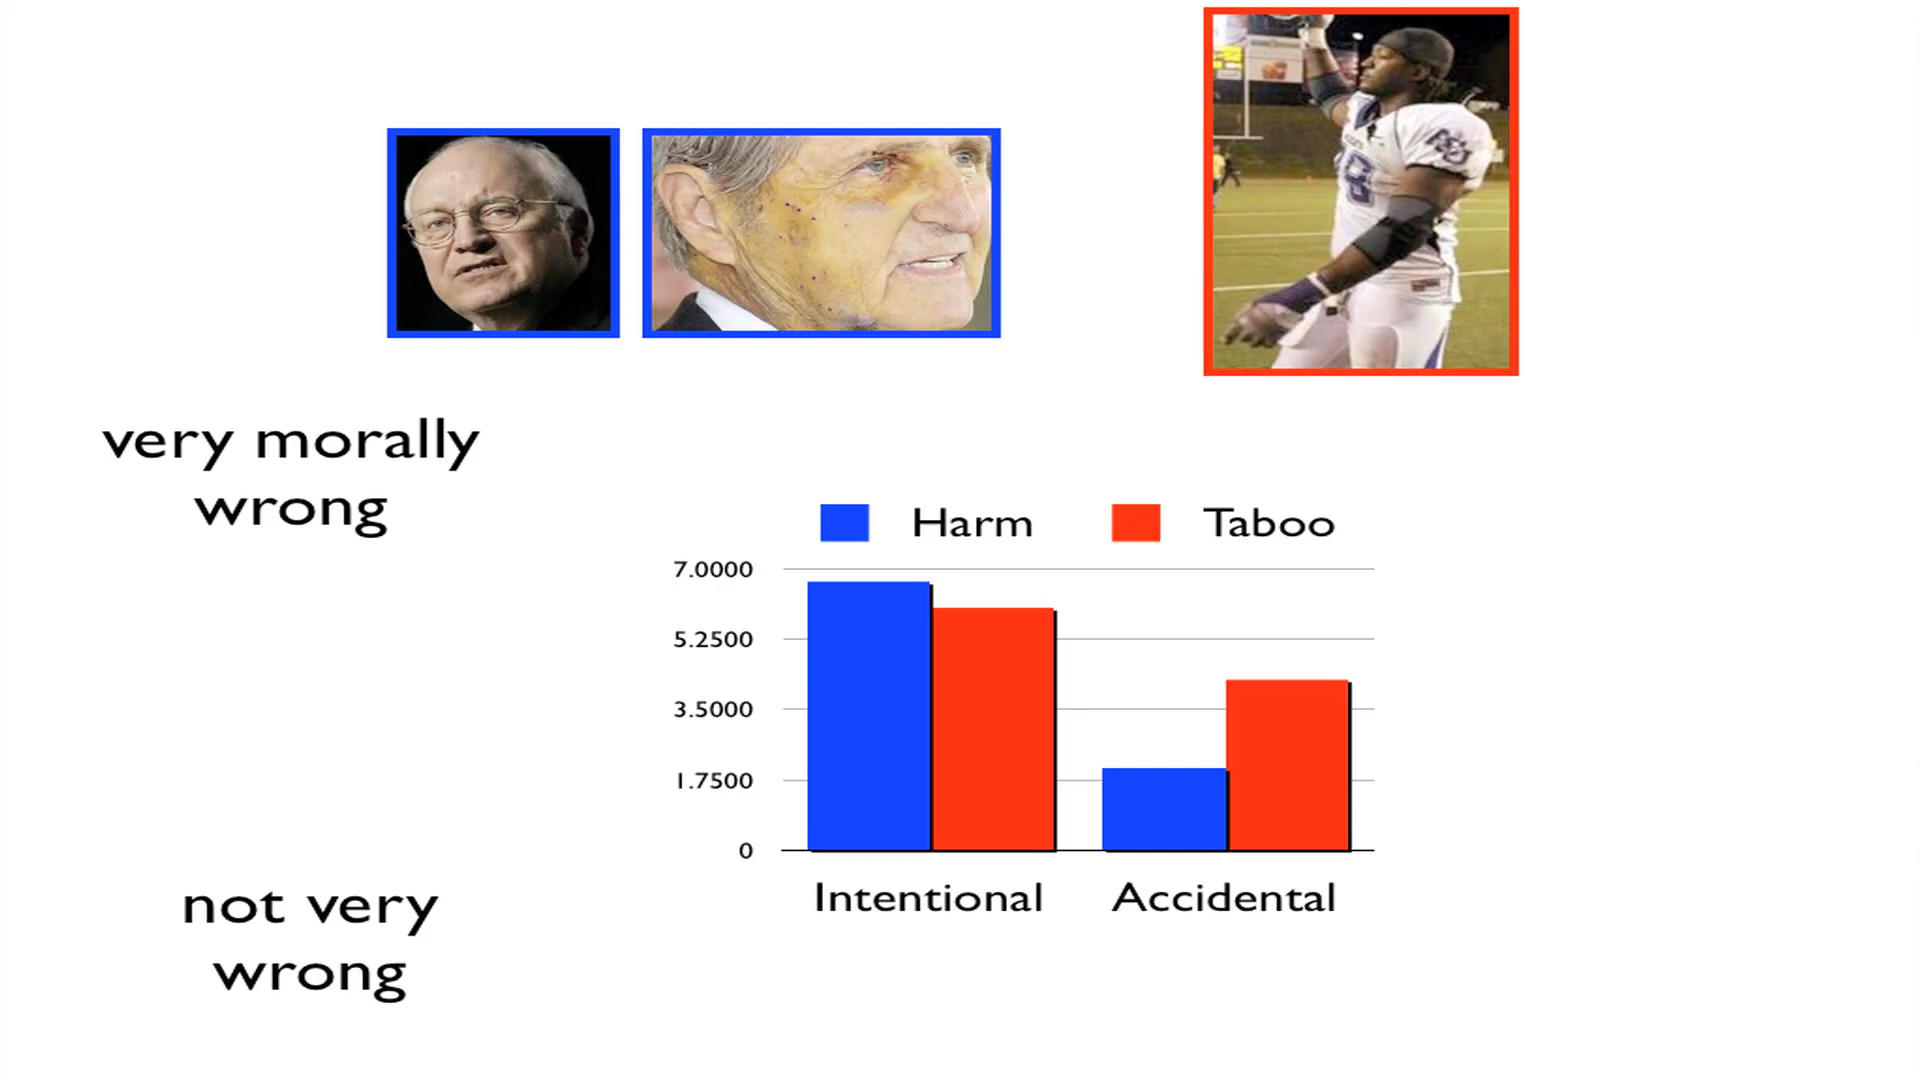 very morally
wrong
Harm
Taboo
7.0000
5.2500
3.5000
1.7500
0
Intentional
Accidental
not very
wrong